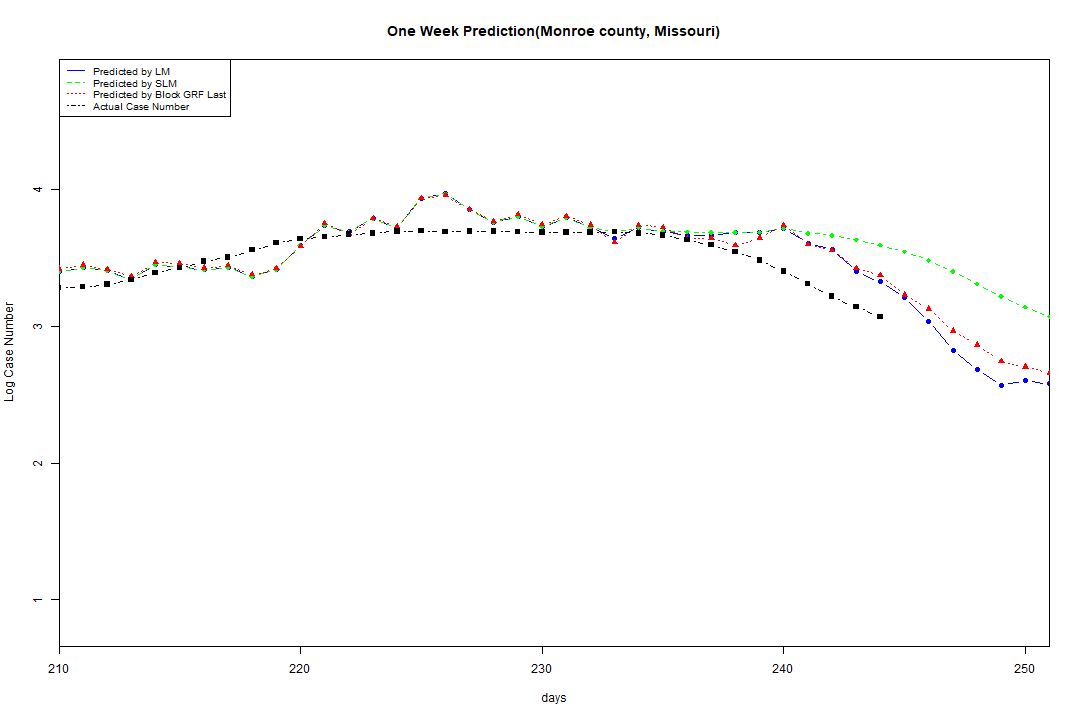 One Week Prediction(Monroe county, Missouri)
Predicted by LM
Predicted by SLM
Predicted by Block GRF Last
Actual Case Number
4
3
2
1
Log Case Number
210 220 230 240 250
days